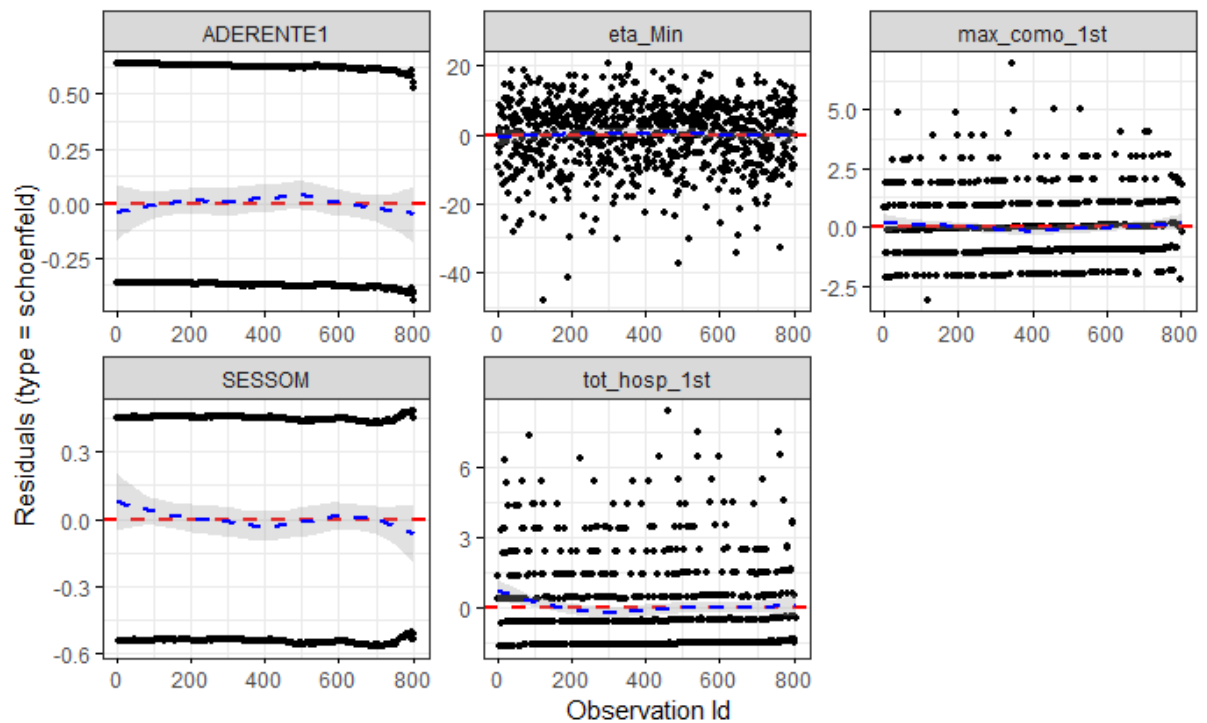 ADERENTE1
eta_Min
max_como_1st
0.50
0.25
0.00
-0.25
20
0
-20
-40
5.0
2.5
0.0
-2.5
0 200 400 600 800
0 200 400 600 800
0 200 400 600 800
SESSOM
tot_hosp_1st
0.3
0.0
-0.3
-0.6
6
3
0
0 200 400 600 800
0 200 400 600 800
Residuals (type = schoenfeld)
Observation Id